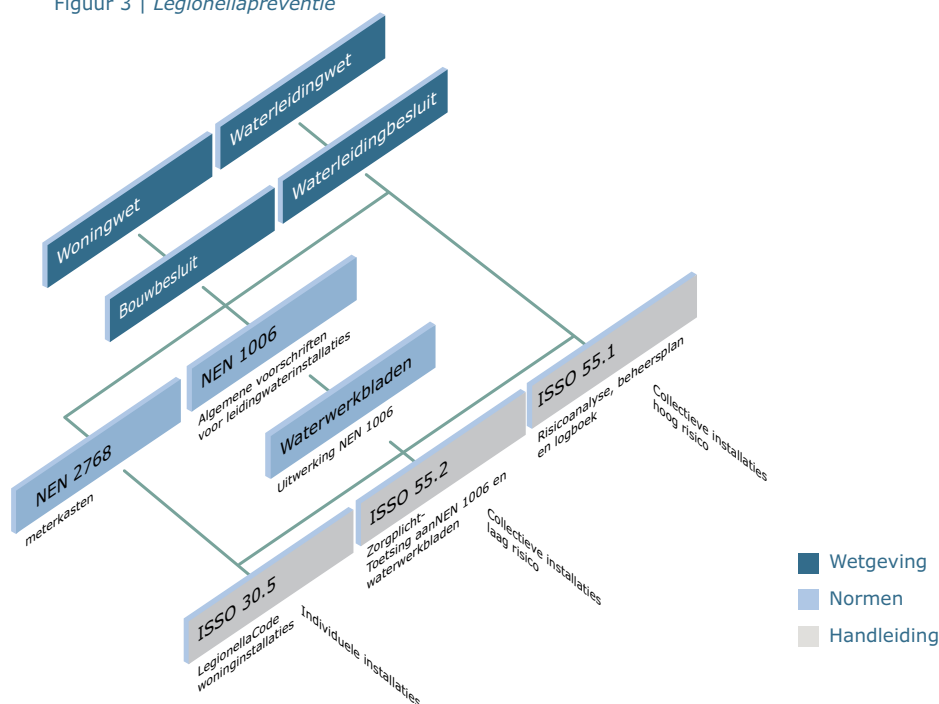 Figuur 3 | Legionellapreventie
Waterleidingwet
Woningwet
Waterleidingbesluit
Bouwbesluit
NEN 1006
Algemene voorschriften
voor leidingwaterinstallaties
Waterwerkbladen
Uitwerking NEN 1006
NEN 2768
meterkasten
ISSO 55.1
Risicoanalyse, beheersplan
en logboek
Collectieve installaties
hoog risico
ISSO 55.2
Zorgplicht-
Toetsing aanNEN 1006 en
waterwerkbladen
Collectieve installaties
laag risico
ISSO 30.5
LegionellaCode
woninginstallaties
Individuele installaties
Wetgeving
Normen
Handleiding